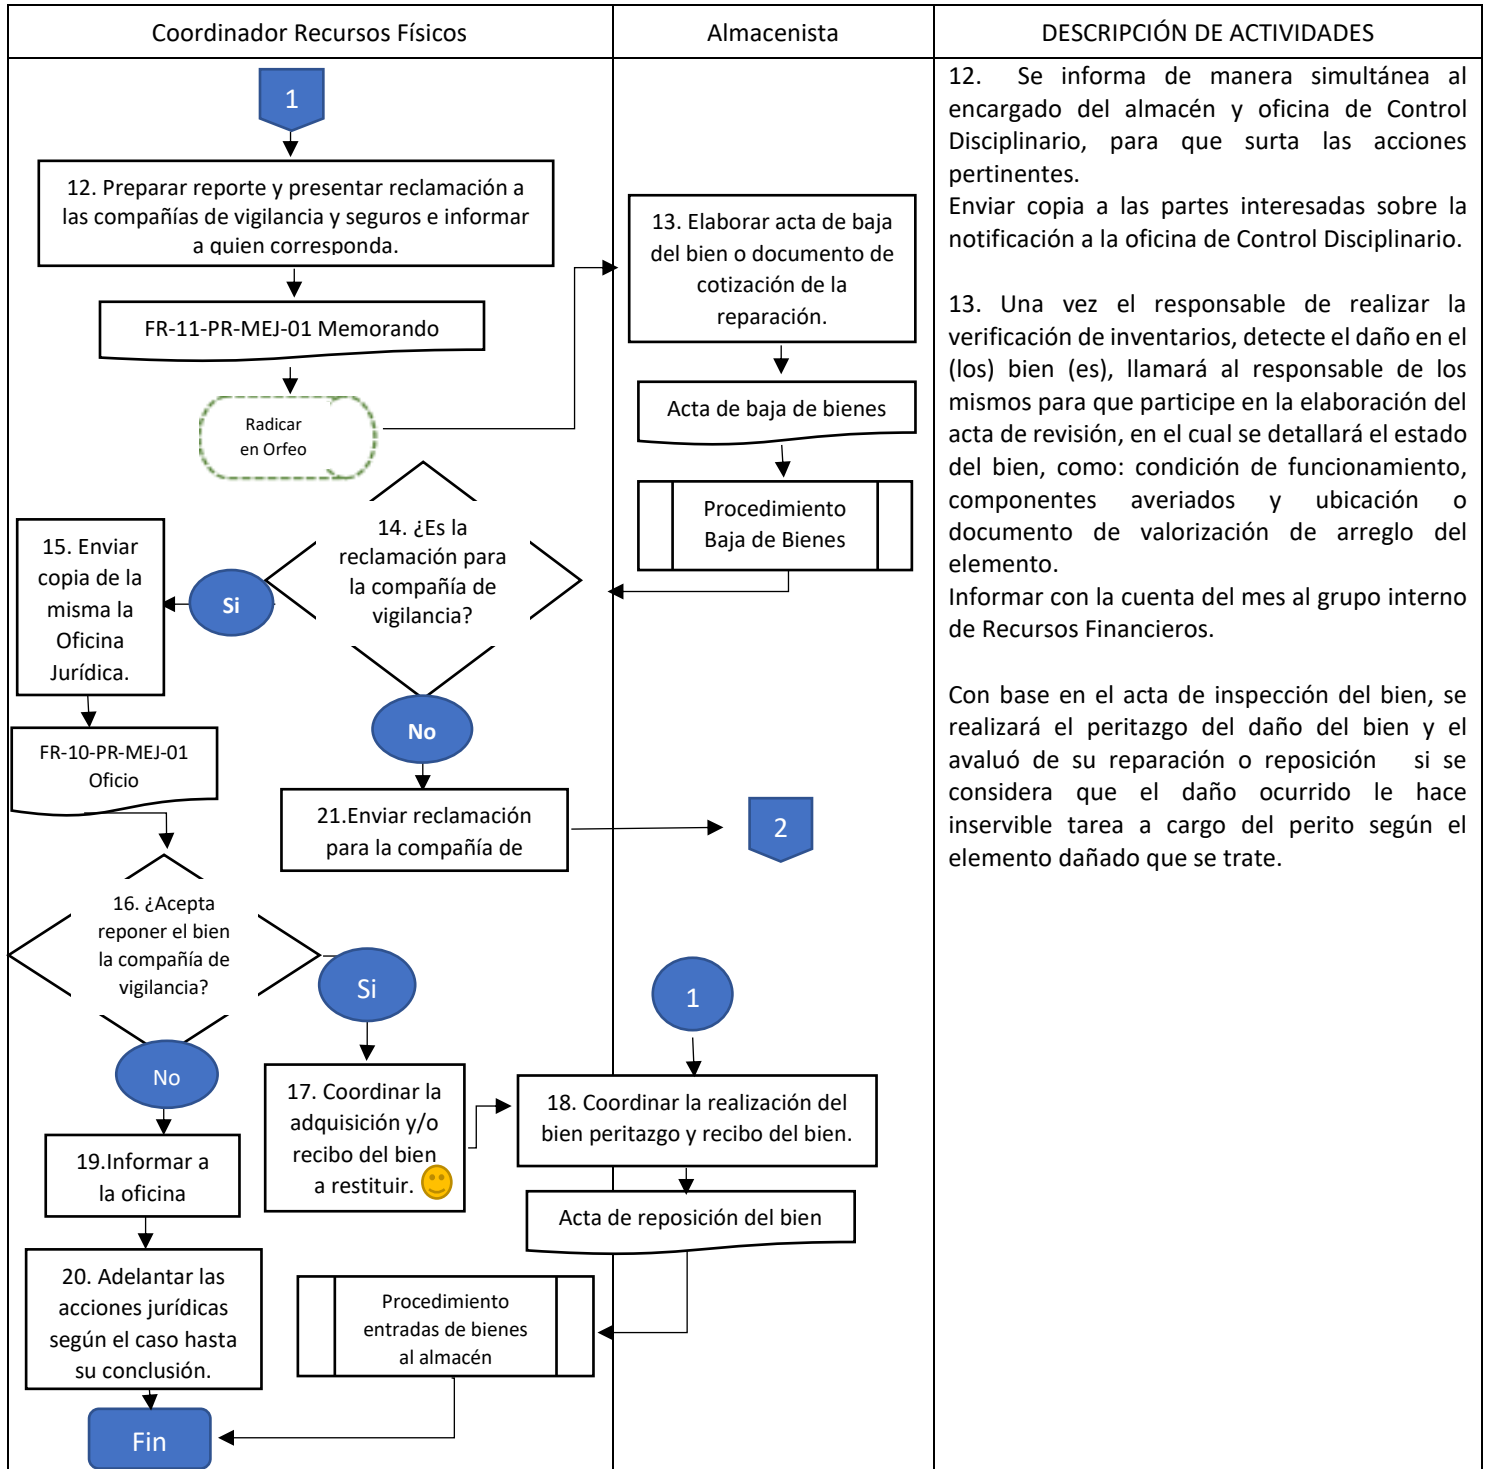 Coordinador Recursos Físicos
Almacenista
DESCRIPCIÓN DE ACTIVIDADES
1
12. Preparar reporte y presentar reclamación a
las compañías de vigilancia y seguros e informar
a quien corresponda.
FR-11-PR-MEJ-01 Memorando
Radicar
en Orfeo
13. Elaborar acta de baja
del bien o documento de
cotización de la
reparación.
Acta de baja de bienes
Procedimiento
Baja de Bienes
14. ¿Es la
reclamación para
la compañía de
vigilancia?
Si
15. Enviar
copia de la
misma la
Oficina
Jurídica.
FR-10-PR-MEJ-01
Oficio
No
21.Enviar reclamación
para la compañía de
2
16. ¿Acepta
reponer el bien
la compañía de
vigilancia?
Si
No
1
17. Coordinar la
adquisición y/o
recibo del bien
a restituir.
18. Coordinar la realización del
bien peritazgo y recibo del bien.
Acta de reposición del bien
19.Informar a
la oficina
20. Adelantar las
acciones jurídicas
según el caso hasta
su conclusión.
Procedimiento
entradas de bienes
al almacén
Fin
12. Se informa de manera simultánea al
encargado del almacén y oficina de Control
Disciplinario, para que surta las acciones
pertinentes.
Enviar copia a las partes interesadas sobre la
notificación a la oficina de Control Disciplinario.
13. Una vez el responsable de realizar la
verificación de inventarios, detecte el daño en el
(los) bien (es), llamará al responsable de los
mismos para que participe en la elaboración del
acta de revisión, en el cual se detallará el estado
del bien, como: condición de funcionamiento,
componentes averiados y ubicación o
documento de valorización de arreglo del
elemento.
Informar con la cuenta del mes al grupo interno
de Recursos Financieros.
Con base en el acta de inspección del bien, se
realizará el peritazgo del daño del bien y el
avaluó de su reparación o reposición si se
considera que el daño ocurrido le hace
inservible tarea a cargo del perito según el
elemento dañado que se trate.